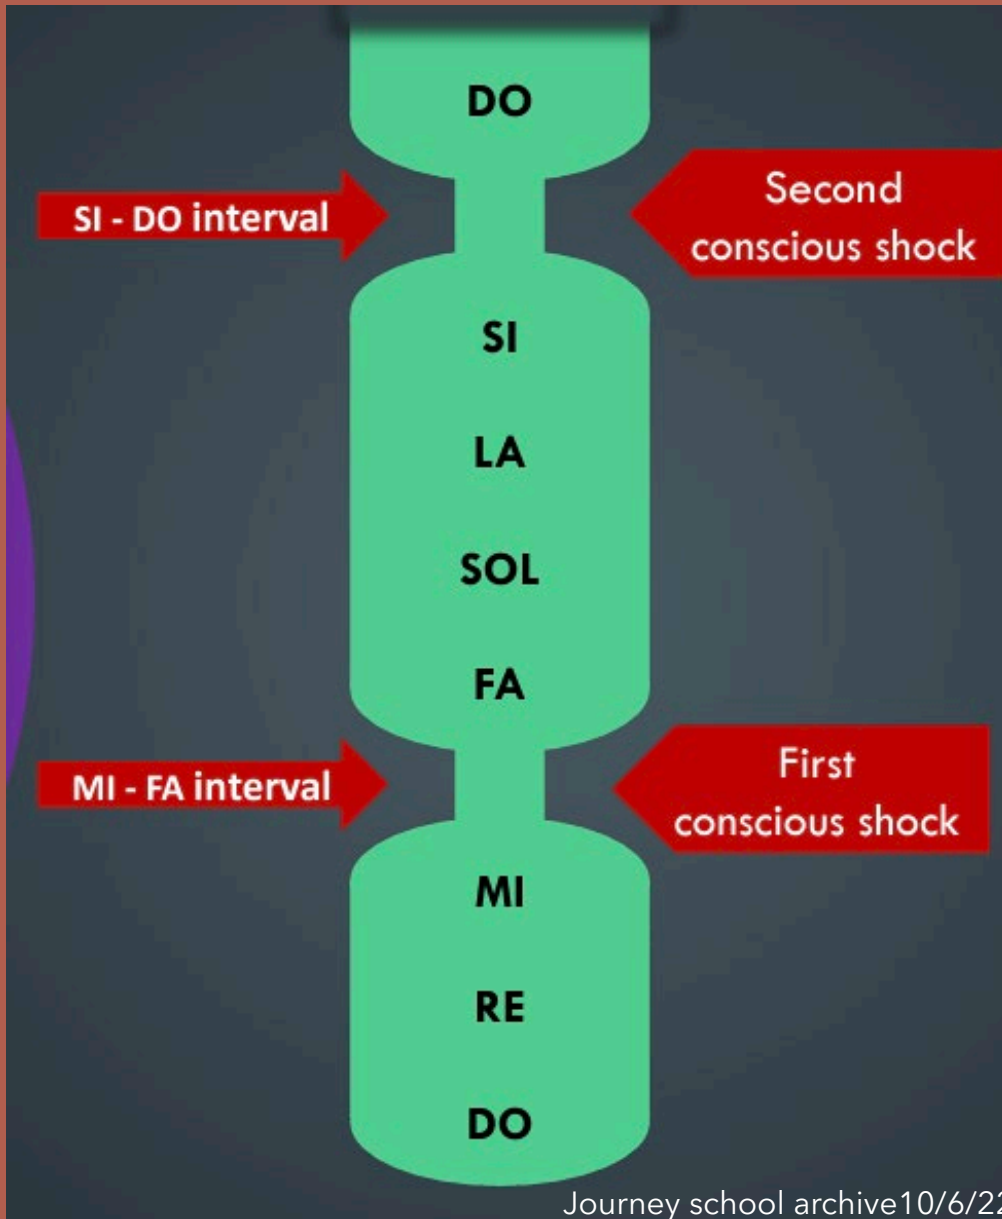 DO
SI - DO interval
Second
conscious shock
SI
LA
SOL
FA
MI - FA interval
First
conscious shock
MI
RE
DO
Journey school archive10/6/22